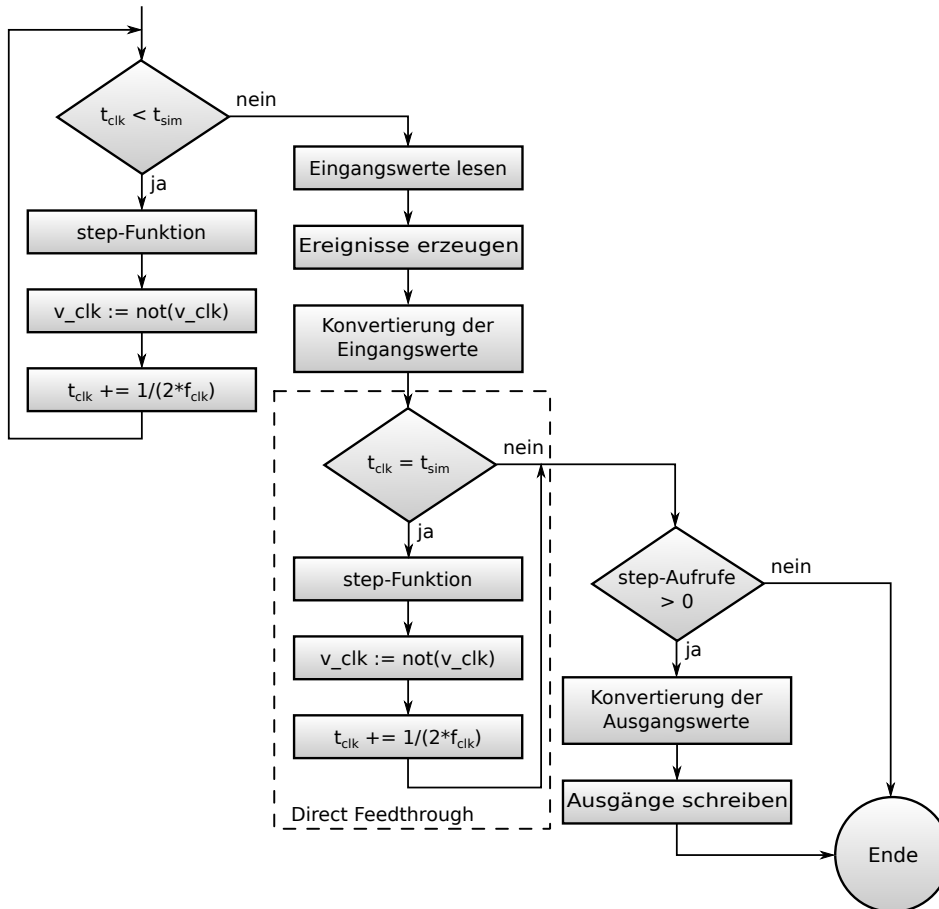 t_clk < t_sim
nein
ja
step-Funktion
v_clk := not(v_clk)
t_clk += 1/(2*f_clk)
Eingangswerte lesen
Ereignisse erzeugen
Konvertierung der
Eingangswerte
t_clk = t_sim
nein
ja
step-Funktion
v_clk := not(v_clk)
t_clk += 1/(2*f_clk)
Direct Feedthrough
step-Aufrufe
> 0
nein
ja
Konvertierung der
Ausgangswerte
Ausgänge schreiben
Ende